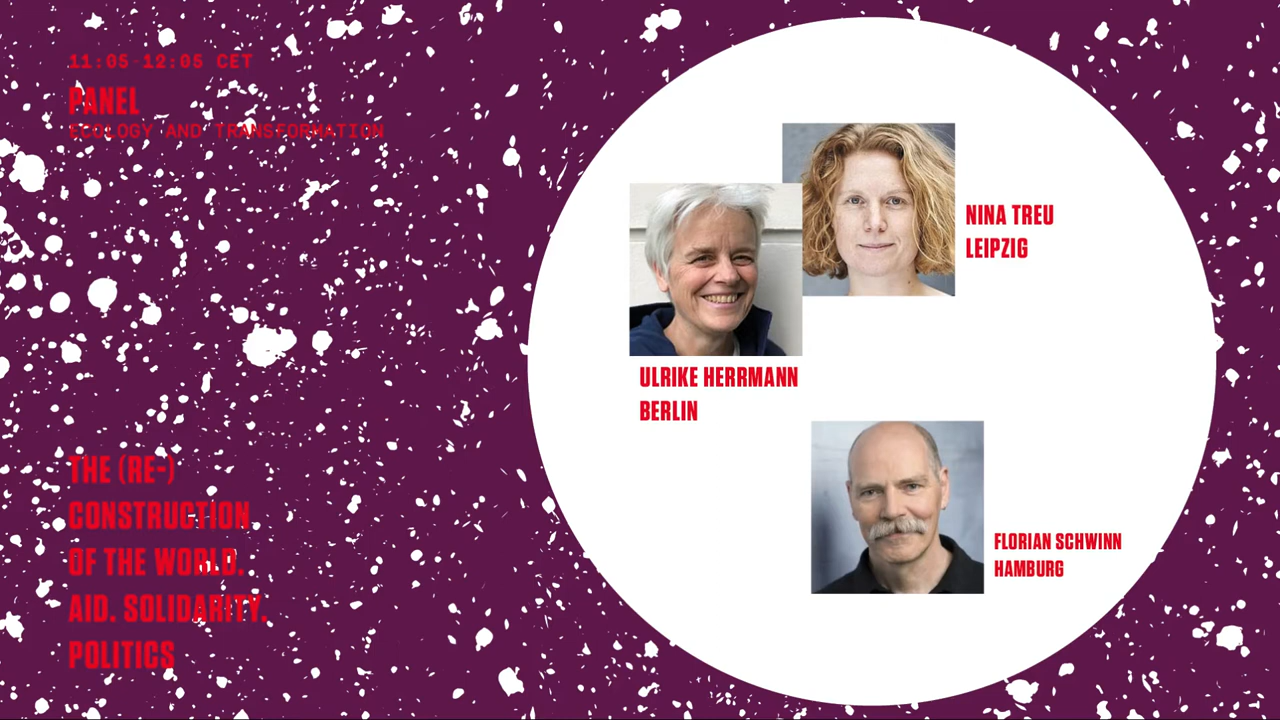 11:05-12:05 CET
PANEL
ECOLOGY AND TRANSFORMATION
NINA TREU
LEIPZIG
ULRIKE HERRMANN
BERLIN
FLORIAN SCHWINN
HAMBURG
THE (RE-)
CONSTRUCTION
OF THE WORLD.
AID. SOLIDARITY.
POLITICS